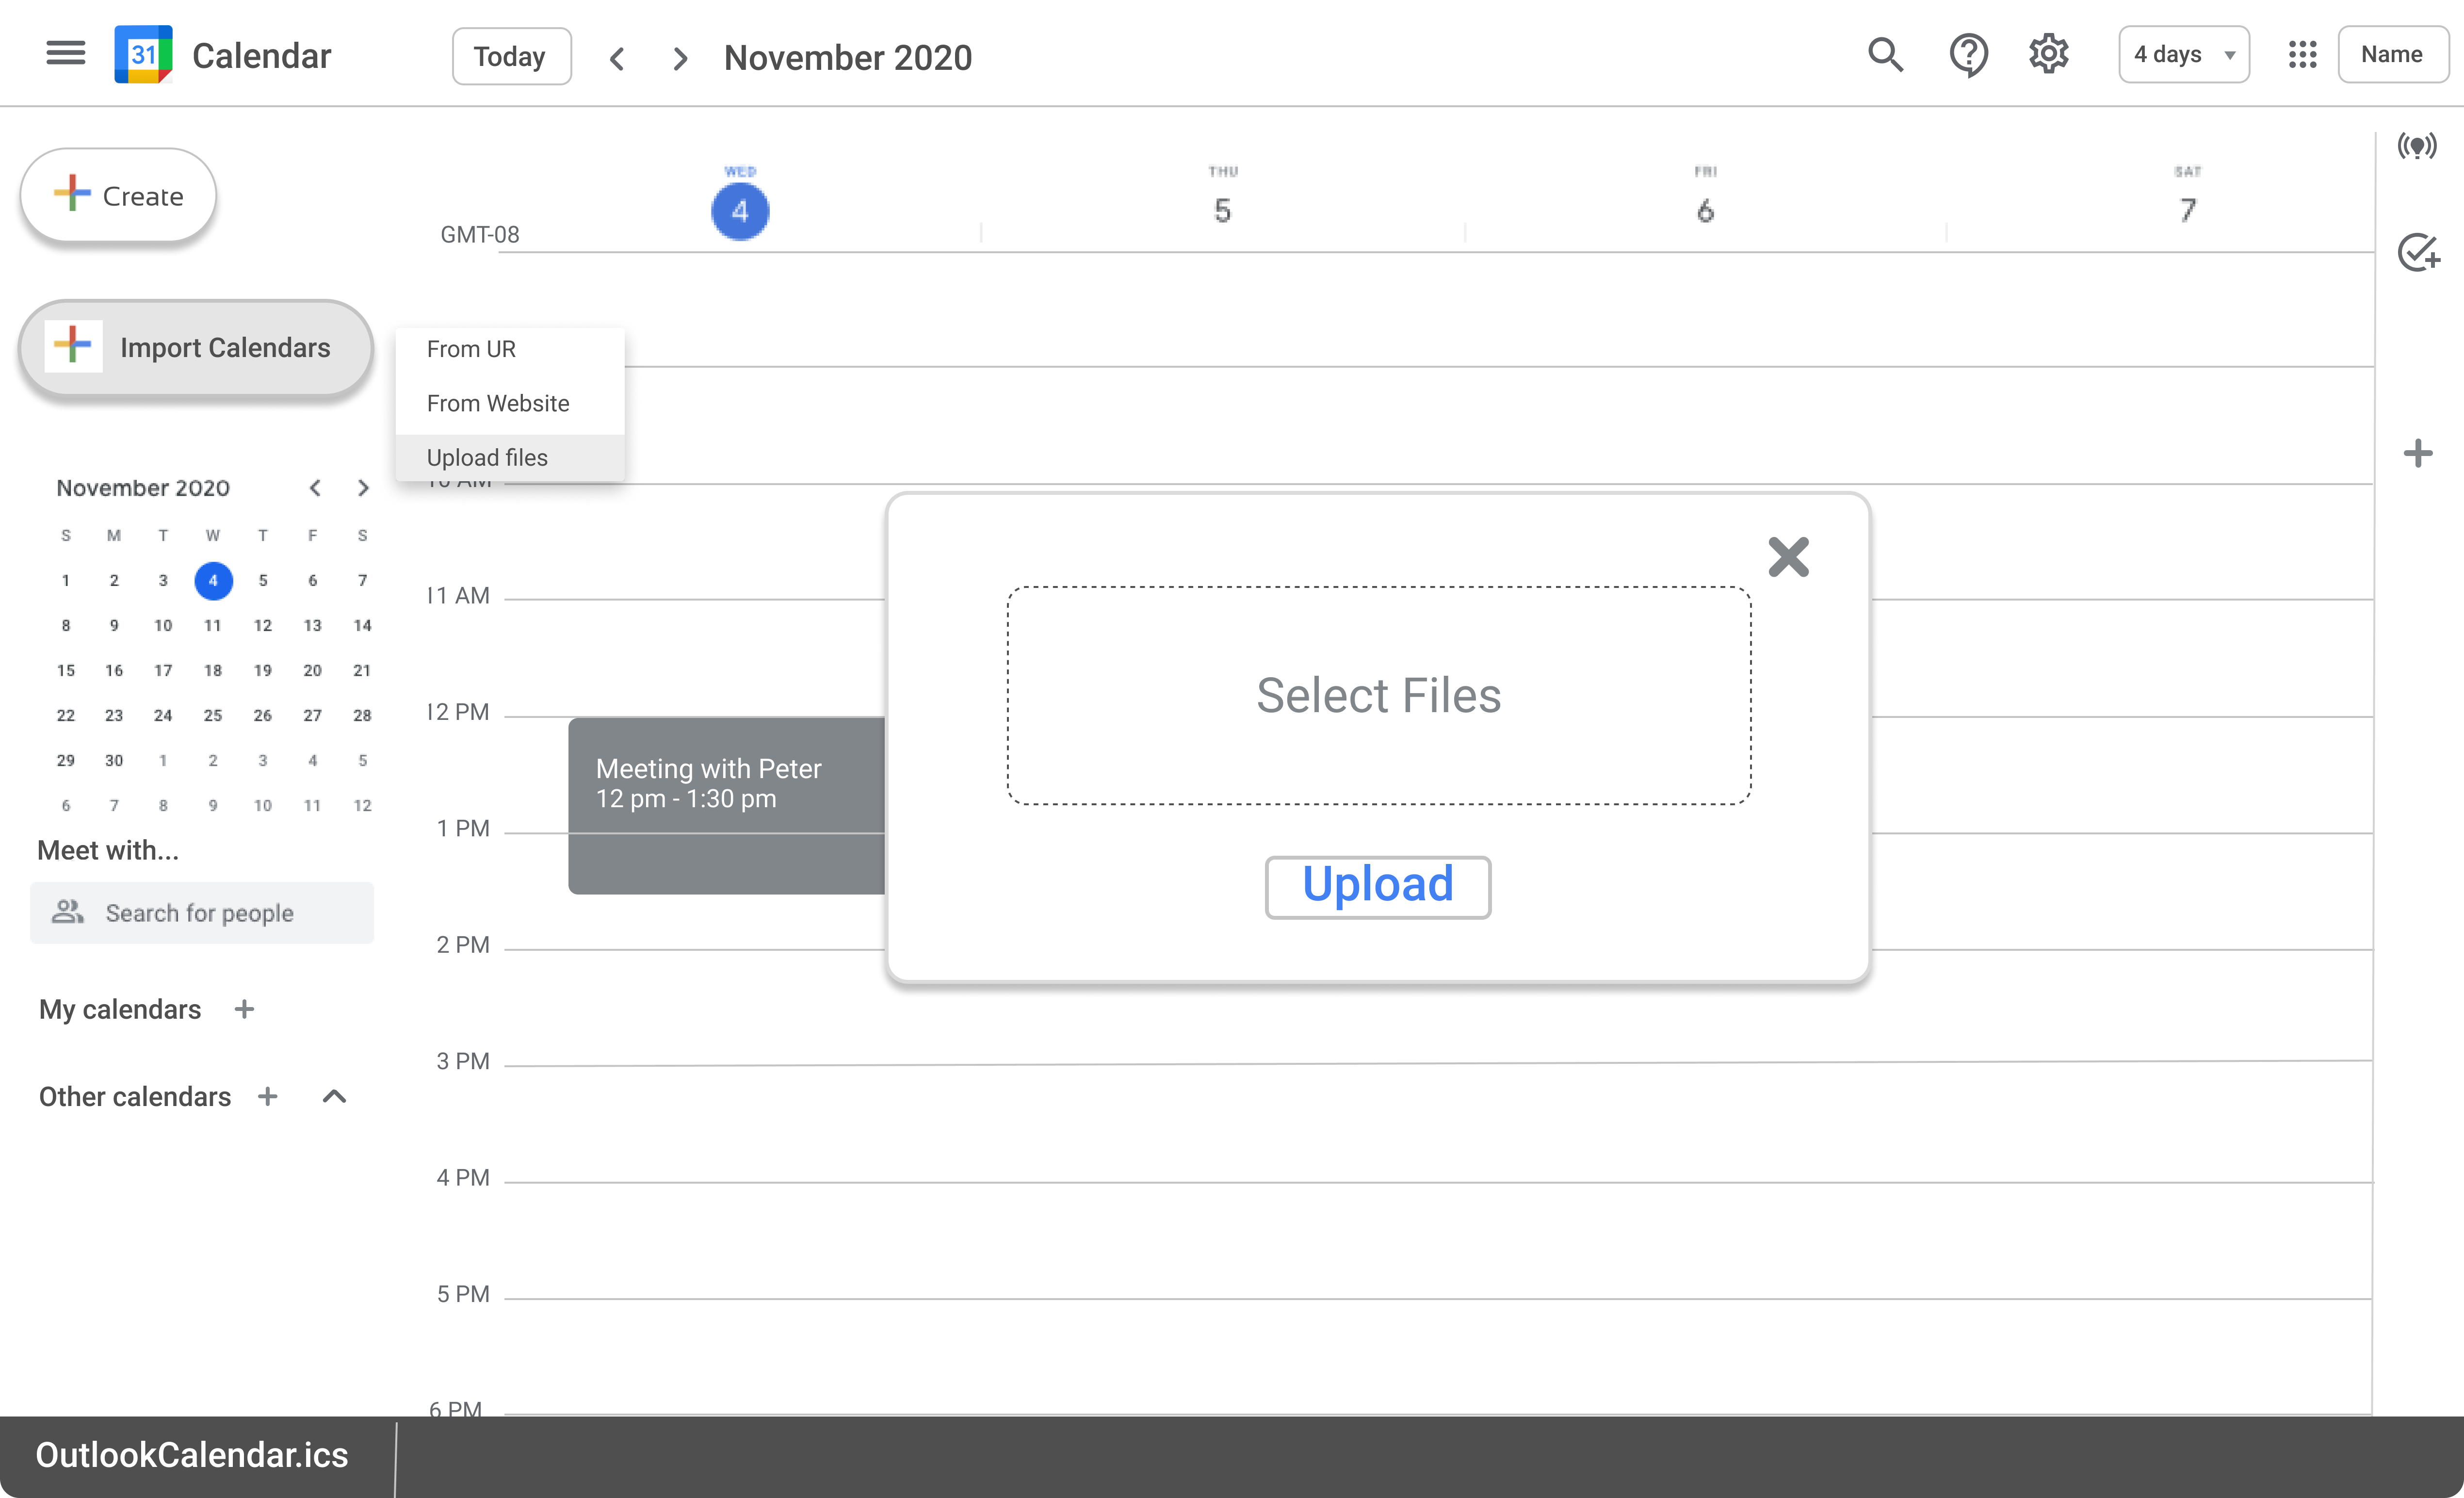 31 Calendar Today November 2020 4 days Name
Create
WED THU FRI SAT
4 5 6 7
GMT-08
Import Calendars
From UR
From Website
Upload files
November 2020
S M T W T F S
1 2 3 4 5 6 7
8 9 10 11 12 13 14
15 16 17 18 19 20 21
22 23 24 25 26 27 28
29 30 1 2 3 4 5
6 7 8 9 10 11 12
Meet with...
Search for people
My calendars
Other calendars
11 AM
12 PM
1 PM
2 PM
3 PM
4 PM
5 PM
6 PM
Meeting with Peter
12 pm - 1:30 pm
Select Files
Upload
OutlookCalendar.ics